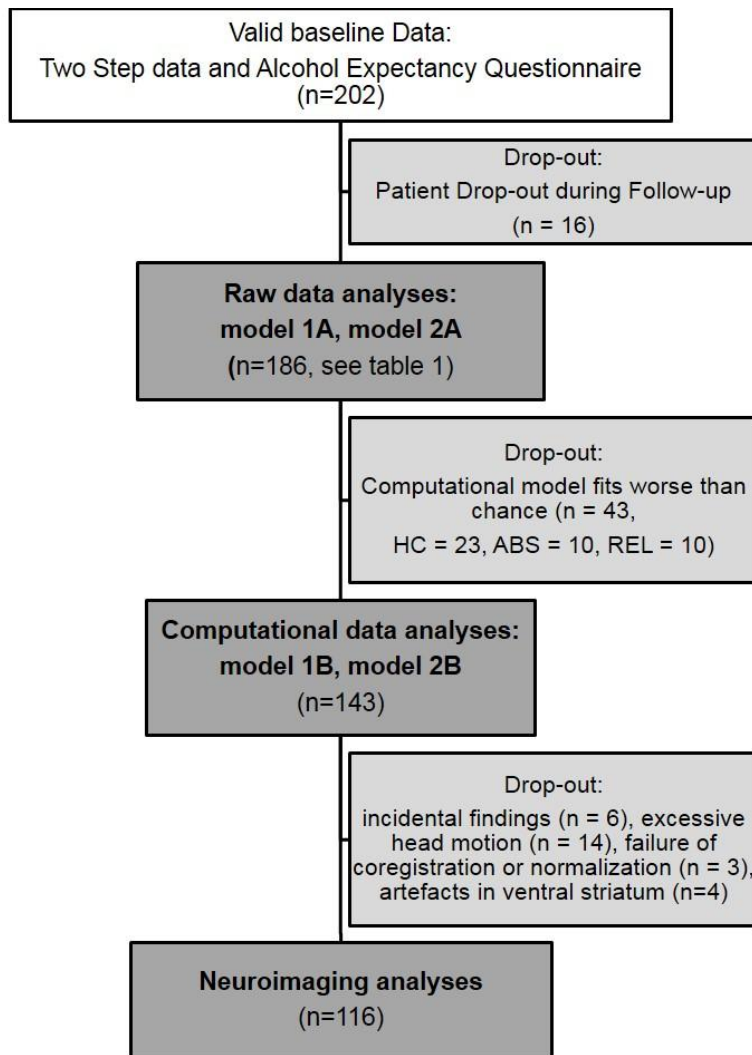 Valid baseline Data:
Two Step data and Alcohol Expectancy Questionnaire
(n=202)
Drop-out:
Patient Drop-out during Follow-up
(n = 16)
Raw data analyses:
model 1A, model 2A
(n=186, see table 1)
Drop-out:
Computational model fits worse than
chance (n = 43,
HC = 23, ABS = 10, REL = 10)
Computational data analyses:
model 1B, model 2B
(n=143)
Drop-out:
incidental findings (n = 6), excessive
head motion (n = 14), failure of
coregistration or normalization (n = 3),
artefacts in ventral striatum (n=4)
Neuroimaging analyses
(n=116)